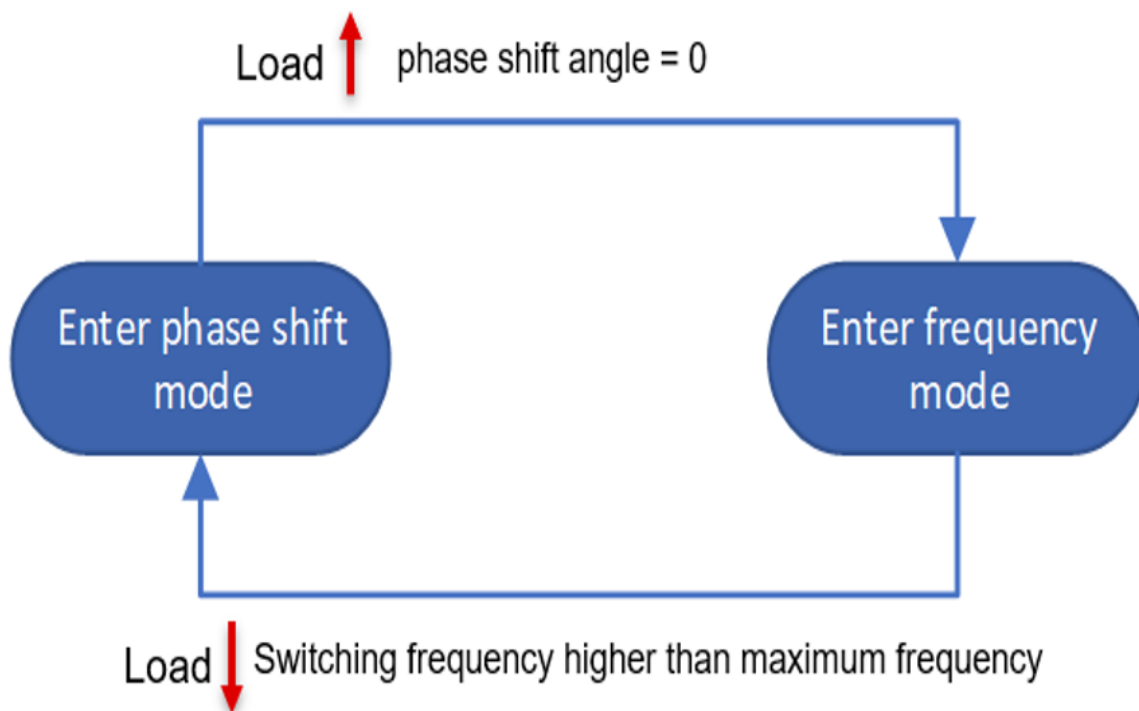 Load phase shift angle = 0
Enter phase shift
mode
Enter frequency
mode
Load Switching frequency higher than maximum frequency